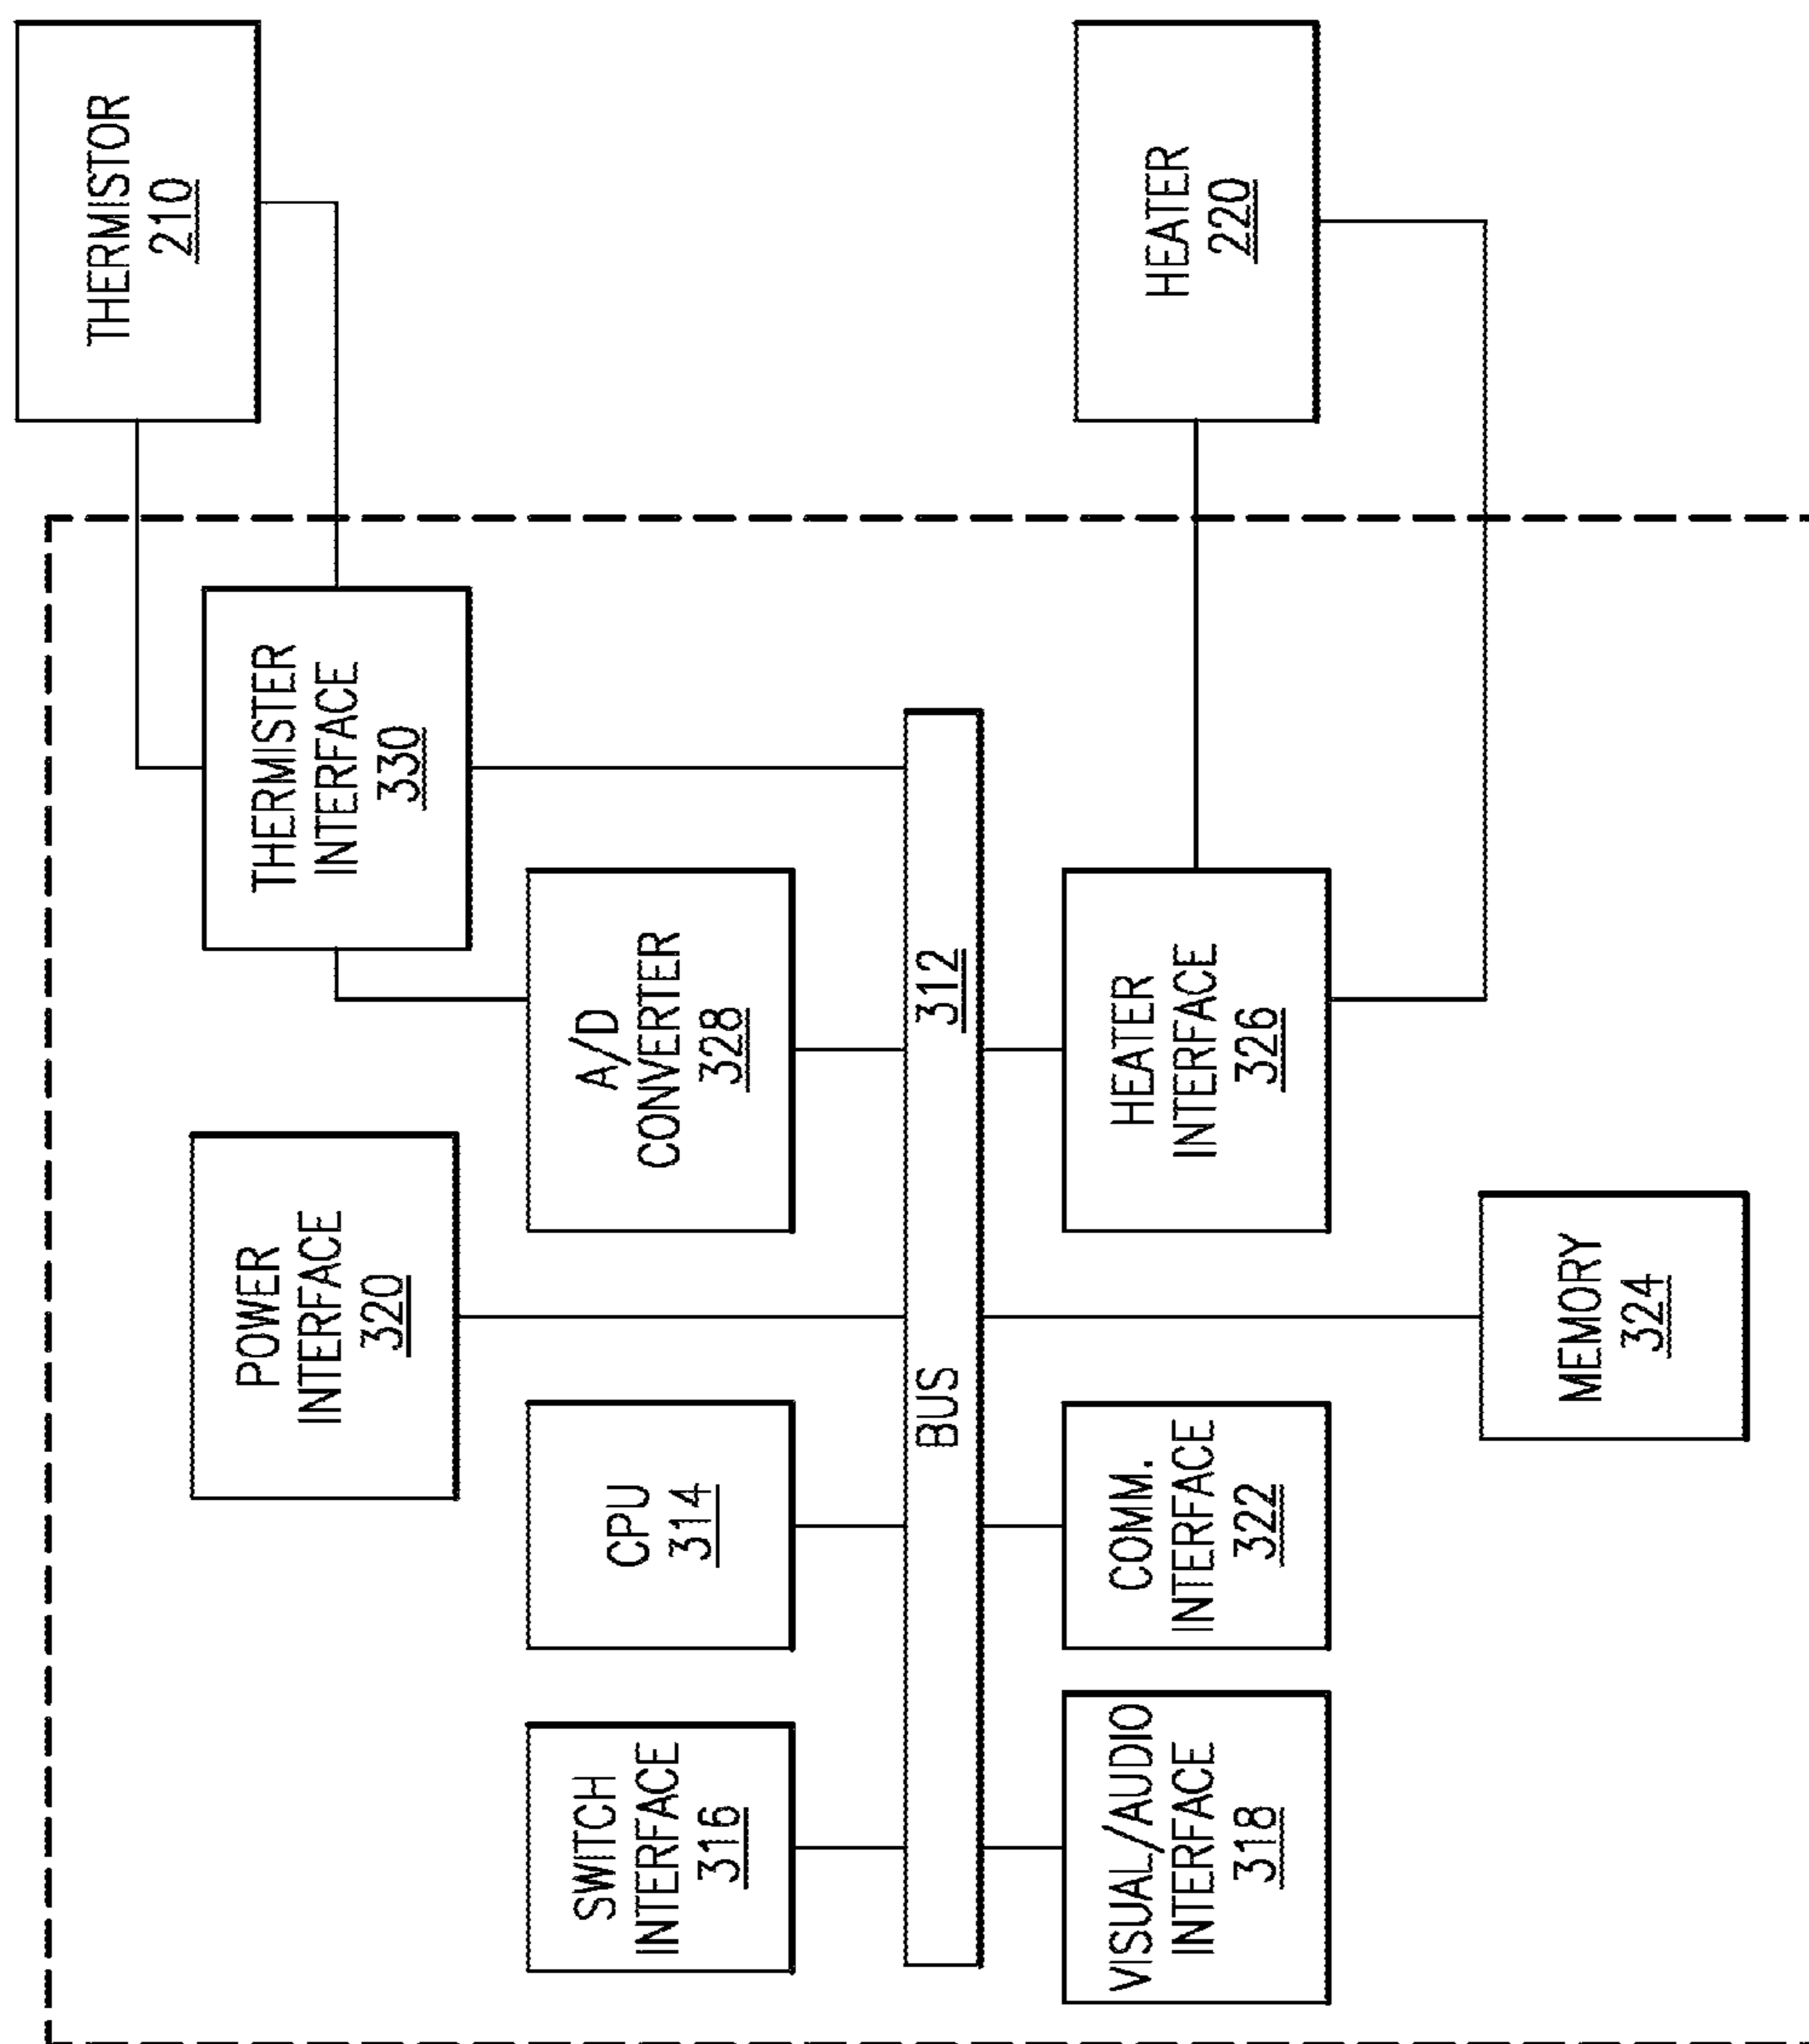 SWITCH
INTERFACE
316
CPU
314
POWER
INTERFACE
320
A/D
CONVERTER
328
THERMISTER
INTERFACE
330
THERMISTOR
210
BUS
312
VISUAL/AUDIO
INTERFACE
318
COMM.
INTERFACE
322
MEMORY
324
HEATER
INTERFACE
326
HEATER
220